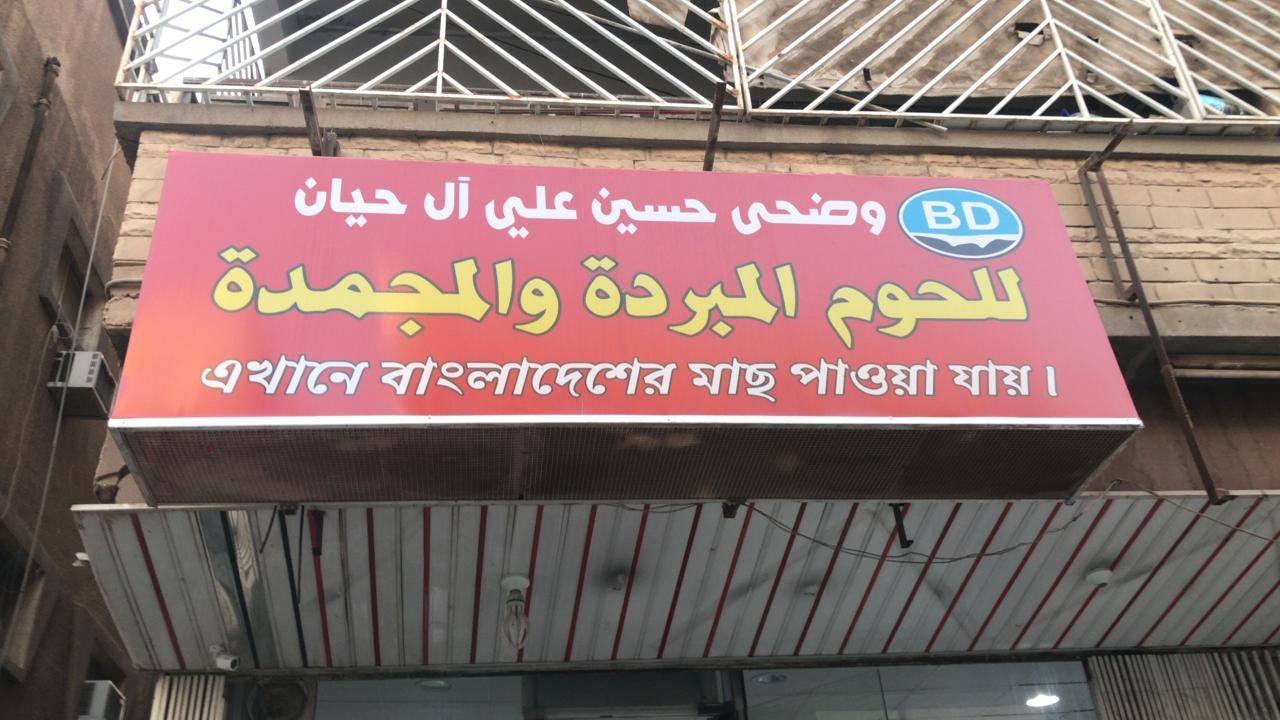 وضحى حسين علي آل حيان
BD
للحوم المبردة والمجمدة
এখানে বাংলাদেশের মাছ পাওয়া যায়।